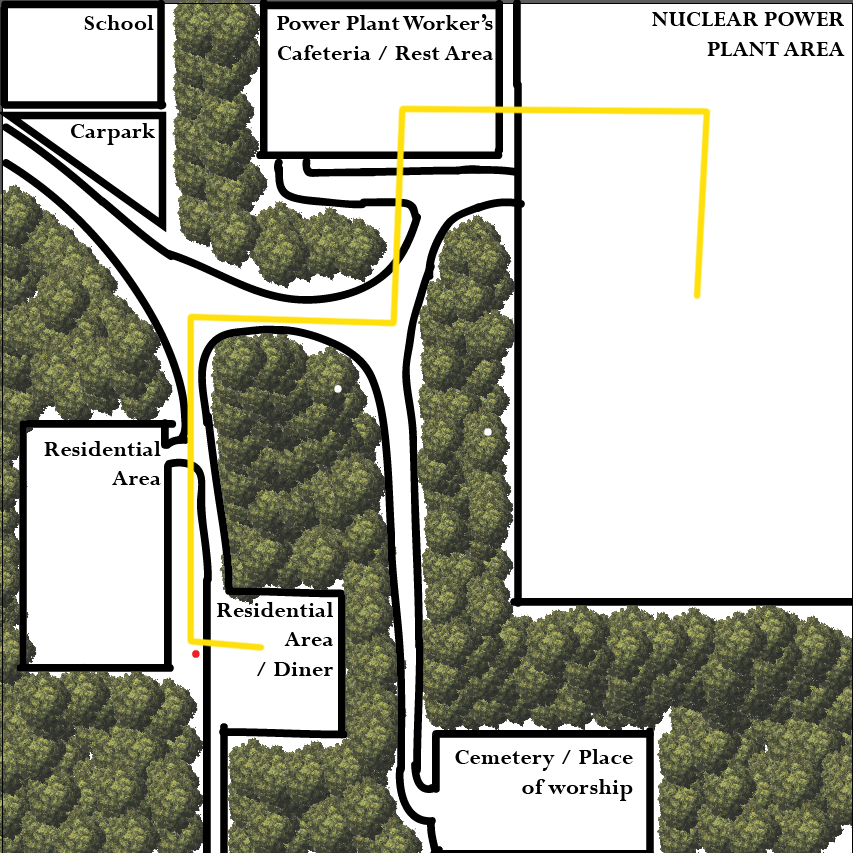 School
Power Plant Worker's
Cafeteria / Rest Area
NUCLEAR POWER
PLANT AREA
Carpark
Residential
Area
Residential
Area
/ Diner
Cemetery / Place
of worship